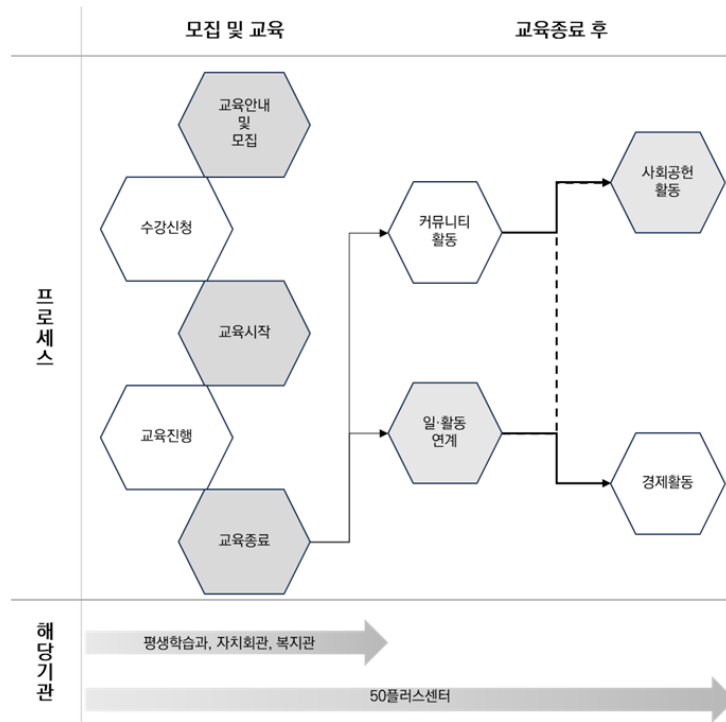 모집 및 교육
교육종료 후
프로세스
교육안내
및
모집
수강신청
교육시작
교육진행
교육종료
커뮤니티
활동
일·활동
연계
사회공헌
활동
경제활동
해당기관
평생학습과, 자치회관, 복지관
50플러스센터